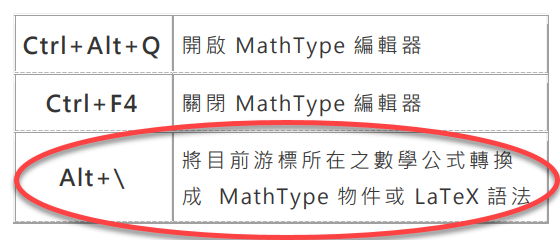 Ctrl+Alt+Q 開啟 MathType 編輯器
Ctrl+F4 關閉 MathType 編輯器
Alt+\ 將目前游標所在之數學公式轉換
成 MathType 物件或 LaTeX 語法